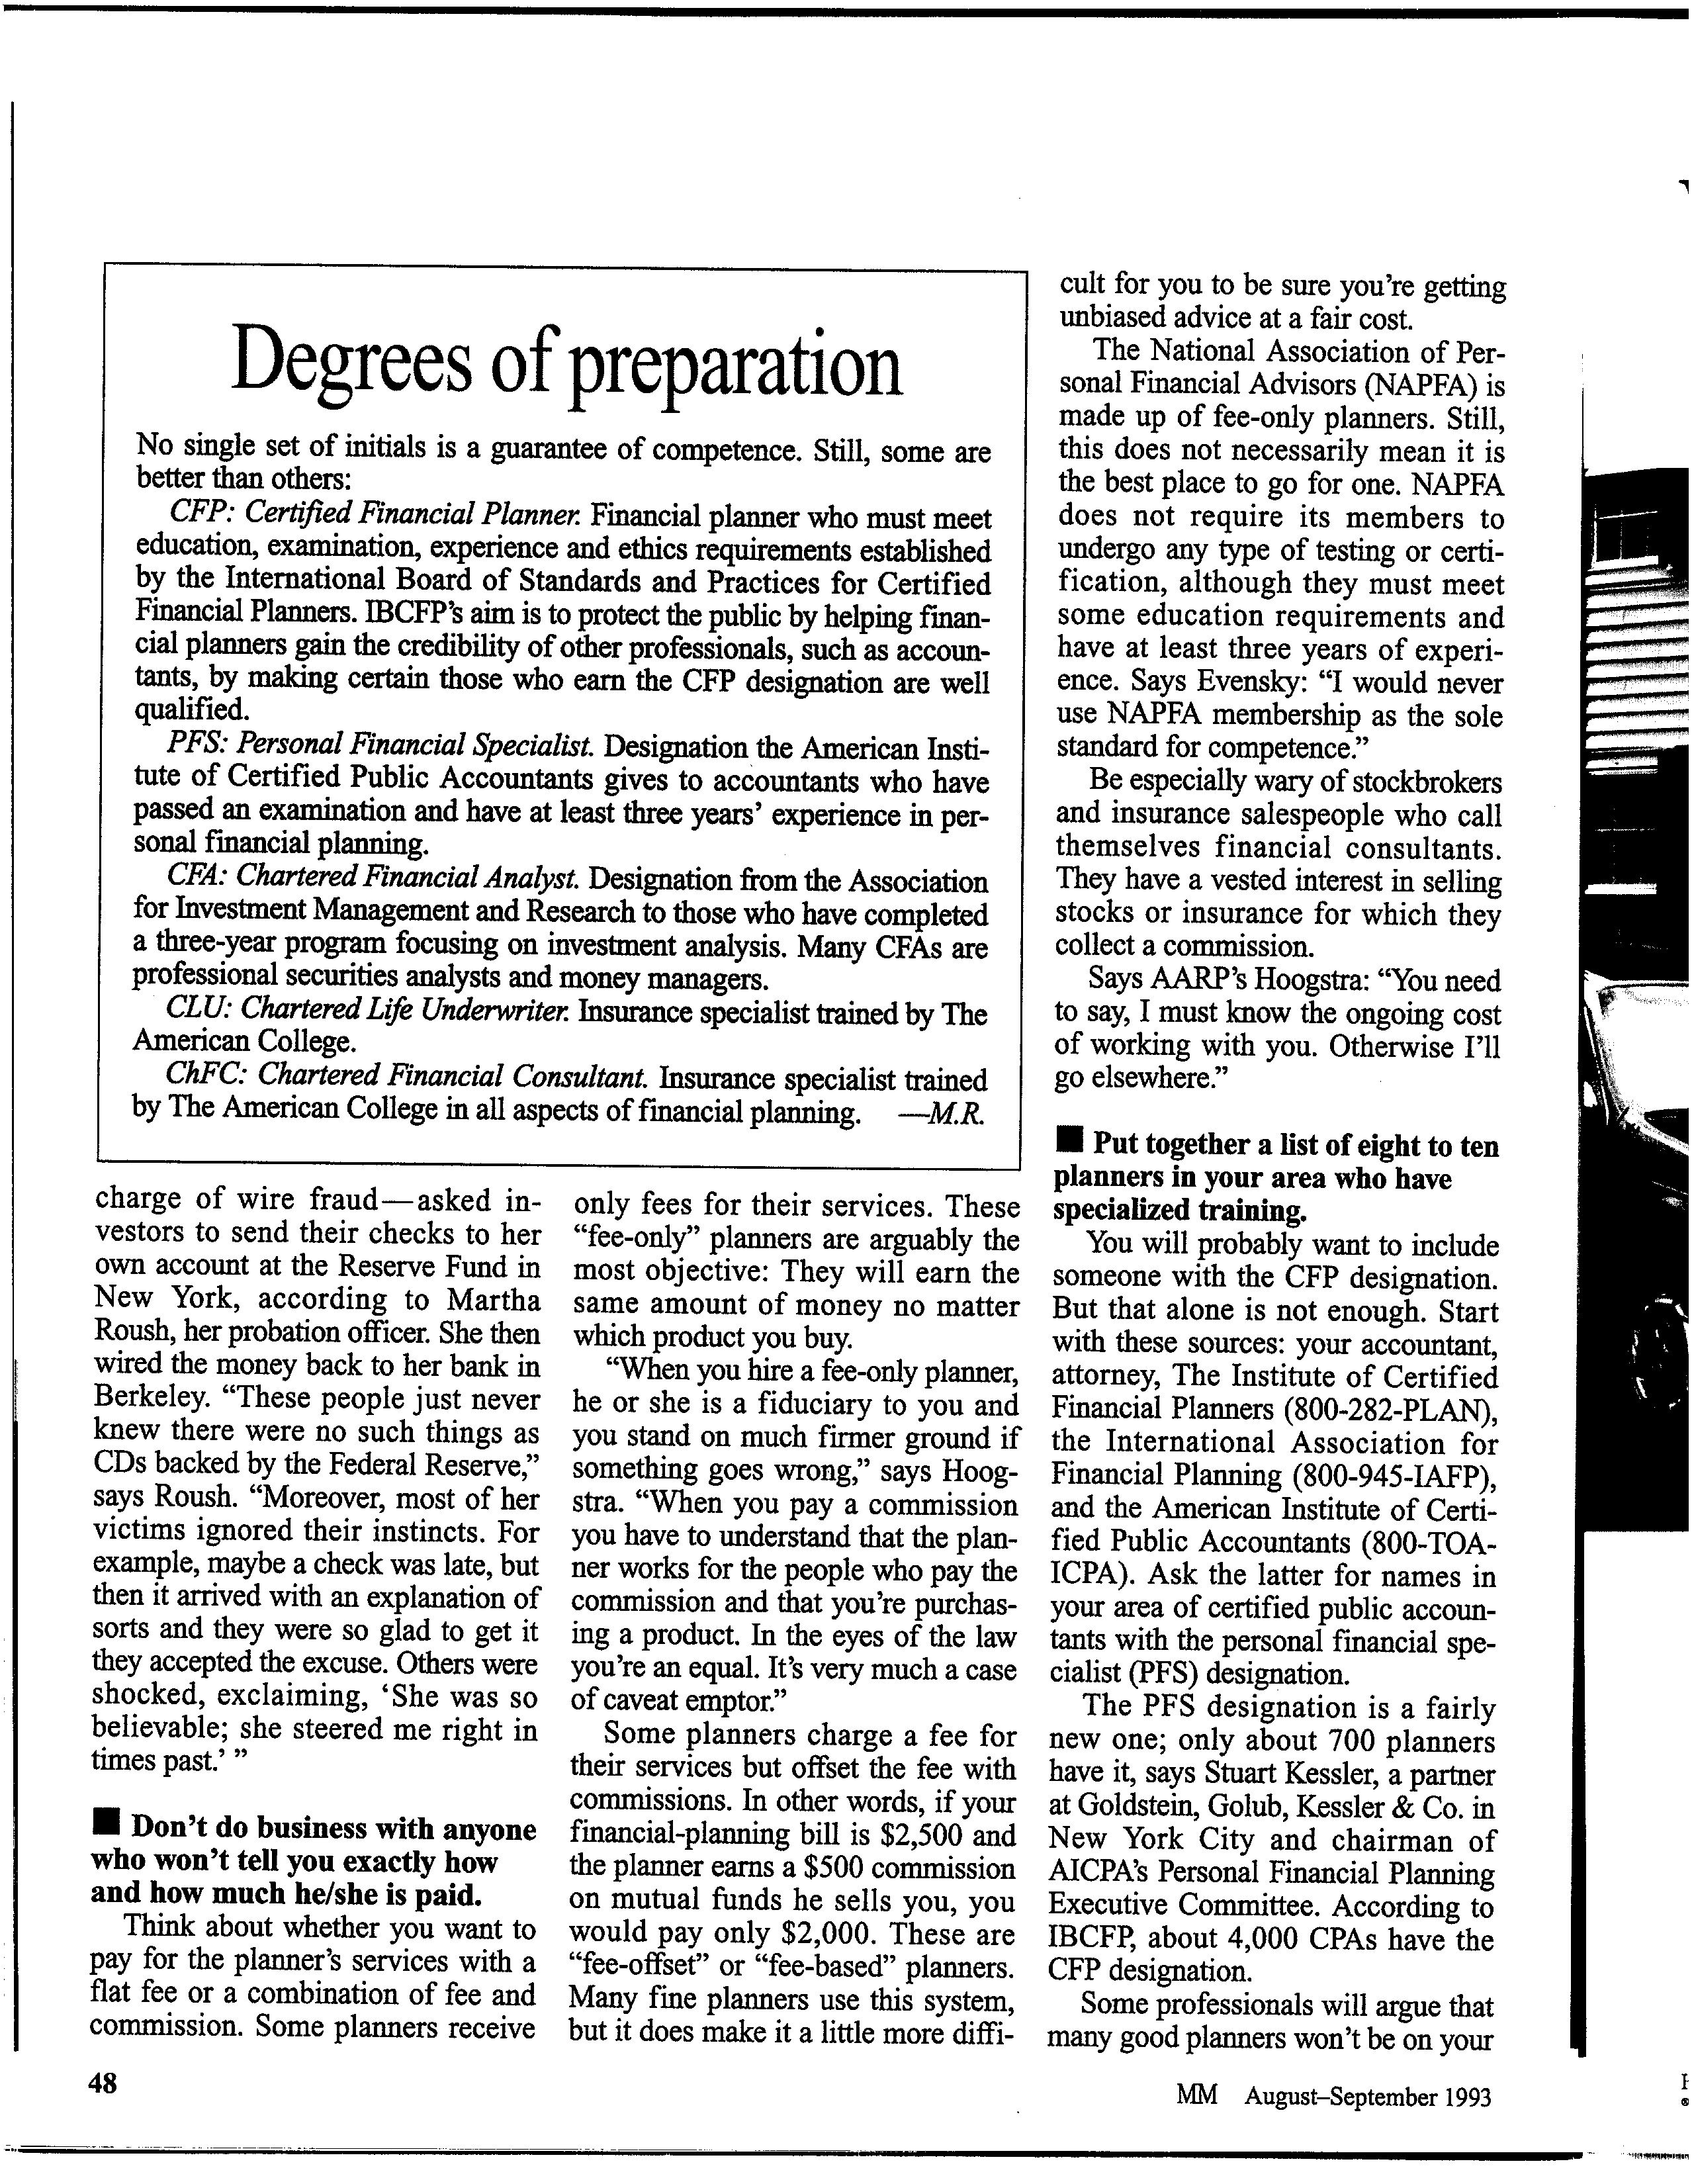 Degrees of preparation
No single set of initials is a guarantee of competence. Still, some are
better than others:
CFP: Certified Financial Planner. Financial planner who must meet
education, examination, experience and ethics requirements established
by the International Board of Standards and Practices for Certified
Financial Planners. IBCFP's aim is to protect the public by helping finan-
cial planners gain the credibility of other professionals, such as accoun-
tants, by making certain those who earn the CFP designation are well
qualified.
PFS: Personal Financial Specialist. Designation the American Insti-
tute of Certified Public Accountants gives to accountants who have
passed an examination and have at least three years' experience in per-
sonal financial planning.
CFA: Chartered Financial Analyst. Designation from the Association
for Investment Management and Research to those who have completed
a three-year program focusing on investment analysis. Many CFAs are
professional securities analysts and money managers.
CLU: Chartered Life Underwriter. Insurance specialist trained by The
American College.
ChFC: Chartered Financial Consultant. Insurance specialist trained
by The American College in all aspects of financial planning. —M.R.
charge of wire fraud—asked in-
vestors to send their checks to her
own account at the Reserve Fund in
New York, according to Martha
Roush, her probation officer. She then
wired the money back to her bank in
Berkeley. “These people just never
knew there were no such things as
CDs backed by the Federal Reserve,”
says Roush. “Moreover, most of her
victims ignored their instincts. For
example, maybe a check was late, but
then it arrived with an explanation of
sorts and they were so glad to get it
they accepted the excuse. Others were
shocked, exclaiming, ‘She was so
believable; she steered me right in
times past.’ ”
■ Don't do business with anyone
who won't tell you exactly how
and how much he/she is paid.
Think about whether you want to
pay for the planner's services with a
flat fee or a combination of fee and
commission. Some planners receive
only fees for their services. These
“fee-only” planners are arguably the
most objective: They will earn the
same amount of money no matter
which product you buy.
“When you hire a fee-only planner,
he or she is a fiduciary to you and
you stand on much firmer ground if
something goes wrong,” says Hoog-
stra. “When you pay a commission
you have to understand that the plan-
ner works for the people who pay the
commission and that you're purchas-
ing a product. In the eyes of the law
you're an equal. It's very much a case
of caveat emptor.”
Some planners charge a fee for
their services but offset the fee with
commissions. In other words, if your
financial-planning bill is $2,500 and
the planner earns a $500 commission
on mutual funds he sells you, you
would pay only $2,000. These are
“fee-offset” or “fee-based” planners.
Many fine planners use this system,
but it does make it a little more diffi-
cult for you to be sure you're getting
unbiased advice at a fair cost.
The National Association of Per-
sonal Financial Advisors (NAPFA) is
made up of fee-only planners. Still,
this does not necessarily mean it is
the best place to go for one. NAPFA
does not require its members to
undergo any type of testing or certi-
fication, although they must meet
some education requirements and
have at least three years of experi-
ence. Says Evensky: “I would never
use NAPFA membership as the sole
standard for competence.”
Be especially wary of stockbrokers
and insurance salespeople who call
themselves financial consultants.
They have a vested interest in selling
stocks or insurance for which they
collect a commission.
Says AARP's Hoogstra: “You need
to say, I must know the ongoing cost
of working with you. Otherwise I'll
go elsewhere.”
■ Put together a list of eight to ten
planners in your area who have
specialized training.
You will probably want to include
someone with the CFP designation.
But that alone is not enough. Start
with these sources: your accountant,
attorney, The Institute of Certified
Financial Planners (800-282-PLAN),
the International Association for
Financial Planning (800-945-IAFP),
and the American Institute of Certi-
fied Public Accountants (800-TOA-
ICPA). Ask the latter for names in
your area of certified public accoun-
tants with the personal financial spe-
cialist (PFS) designation.
The PFS designation is a fairly
new one; only about 700 planners
have it, says Stuart Kessler, a partner
at Goldstein, Golub, Kessler & Co. in
New York City and chairman of
AICPA's Personal Financial Planning
Executive Committee. According to
IBCFP, about 4,000 CPAs have the
CFP designation.
Some professionals will argue that
many good planners won't be on your
48
MM August–September 1993